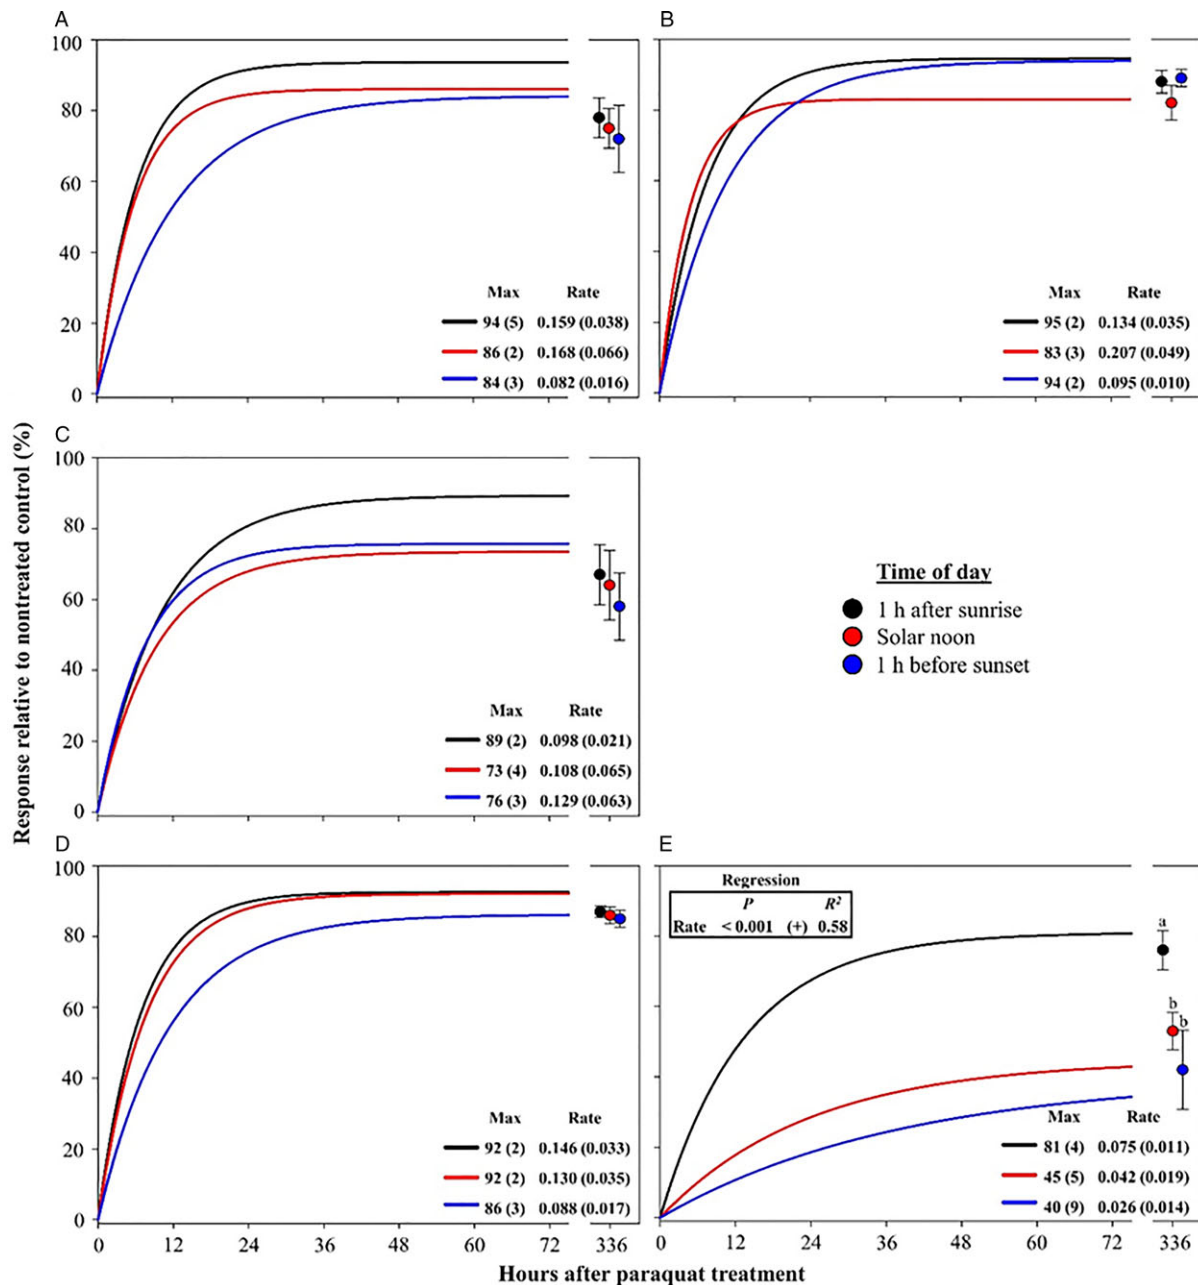 A
B
100
80
60
40
20
0
Max Rate
94 (5) 0.159 (0.038)
86 (2) 0.168 (0.066)
84 (3) 0.082 (0.016)
Max Rate
95 (2) 0.134 (0.035)
83 (3) 0.207 (0.049)
94 (2) 0.095 (0.010)
Response relative to nontreated control (%)
C
100
80
60
40
20
0
Max Rate
89 (2) 0.098 (0.021)
73 (4) 0.108 (0.065)
76 (3) 0.129 (0.063)
Time of day
1 h after sunrise
Solar noon
1 h before sunset
D
100
80
60
40
20
0
Max Rate
92 (2) 0.146 (0.033)
92 (2) 0.130 (0.035)
86 (3) 0.088 (0.017)
0 12 24 36 48 60 72 336
E
Regression
P R²
Rate < 0.001 (+) 0.58
a
b
b
Max Rate
81 (4) 0.075 (0.011)
45 (5) 0.042 (0.019)
40 (9) 0.026 (0.014)
0 12 24 36 48 60 72 336
Hours after paraquat treatment